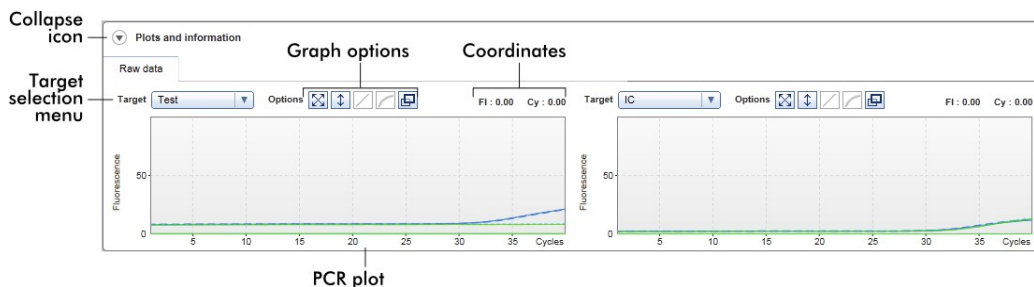 Collapse
icon
Plots and information
Graph options
Coordinates
Raw data
Target
selection
menu
Target Test Options FI : 0.00 Cy : 0.00
Target IC Options FI : 0.00 Cy : 0.00
Fluorescence
50
0
5 10 15 20 25 30 35 Cycles
Fluorescence
50
0
5 10 15 20 25 30 35 Cycles
PCR plot